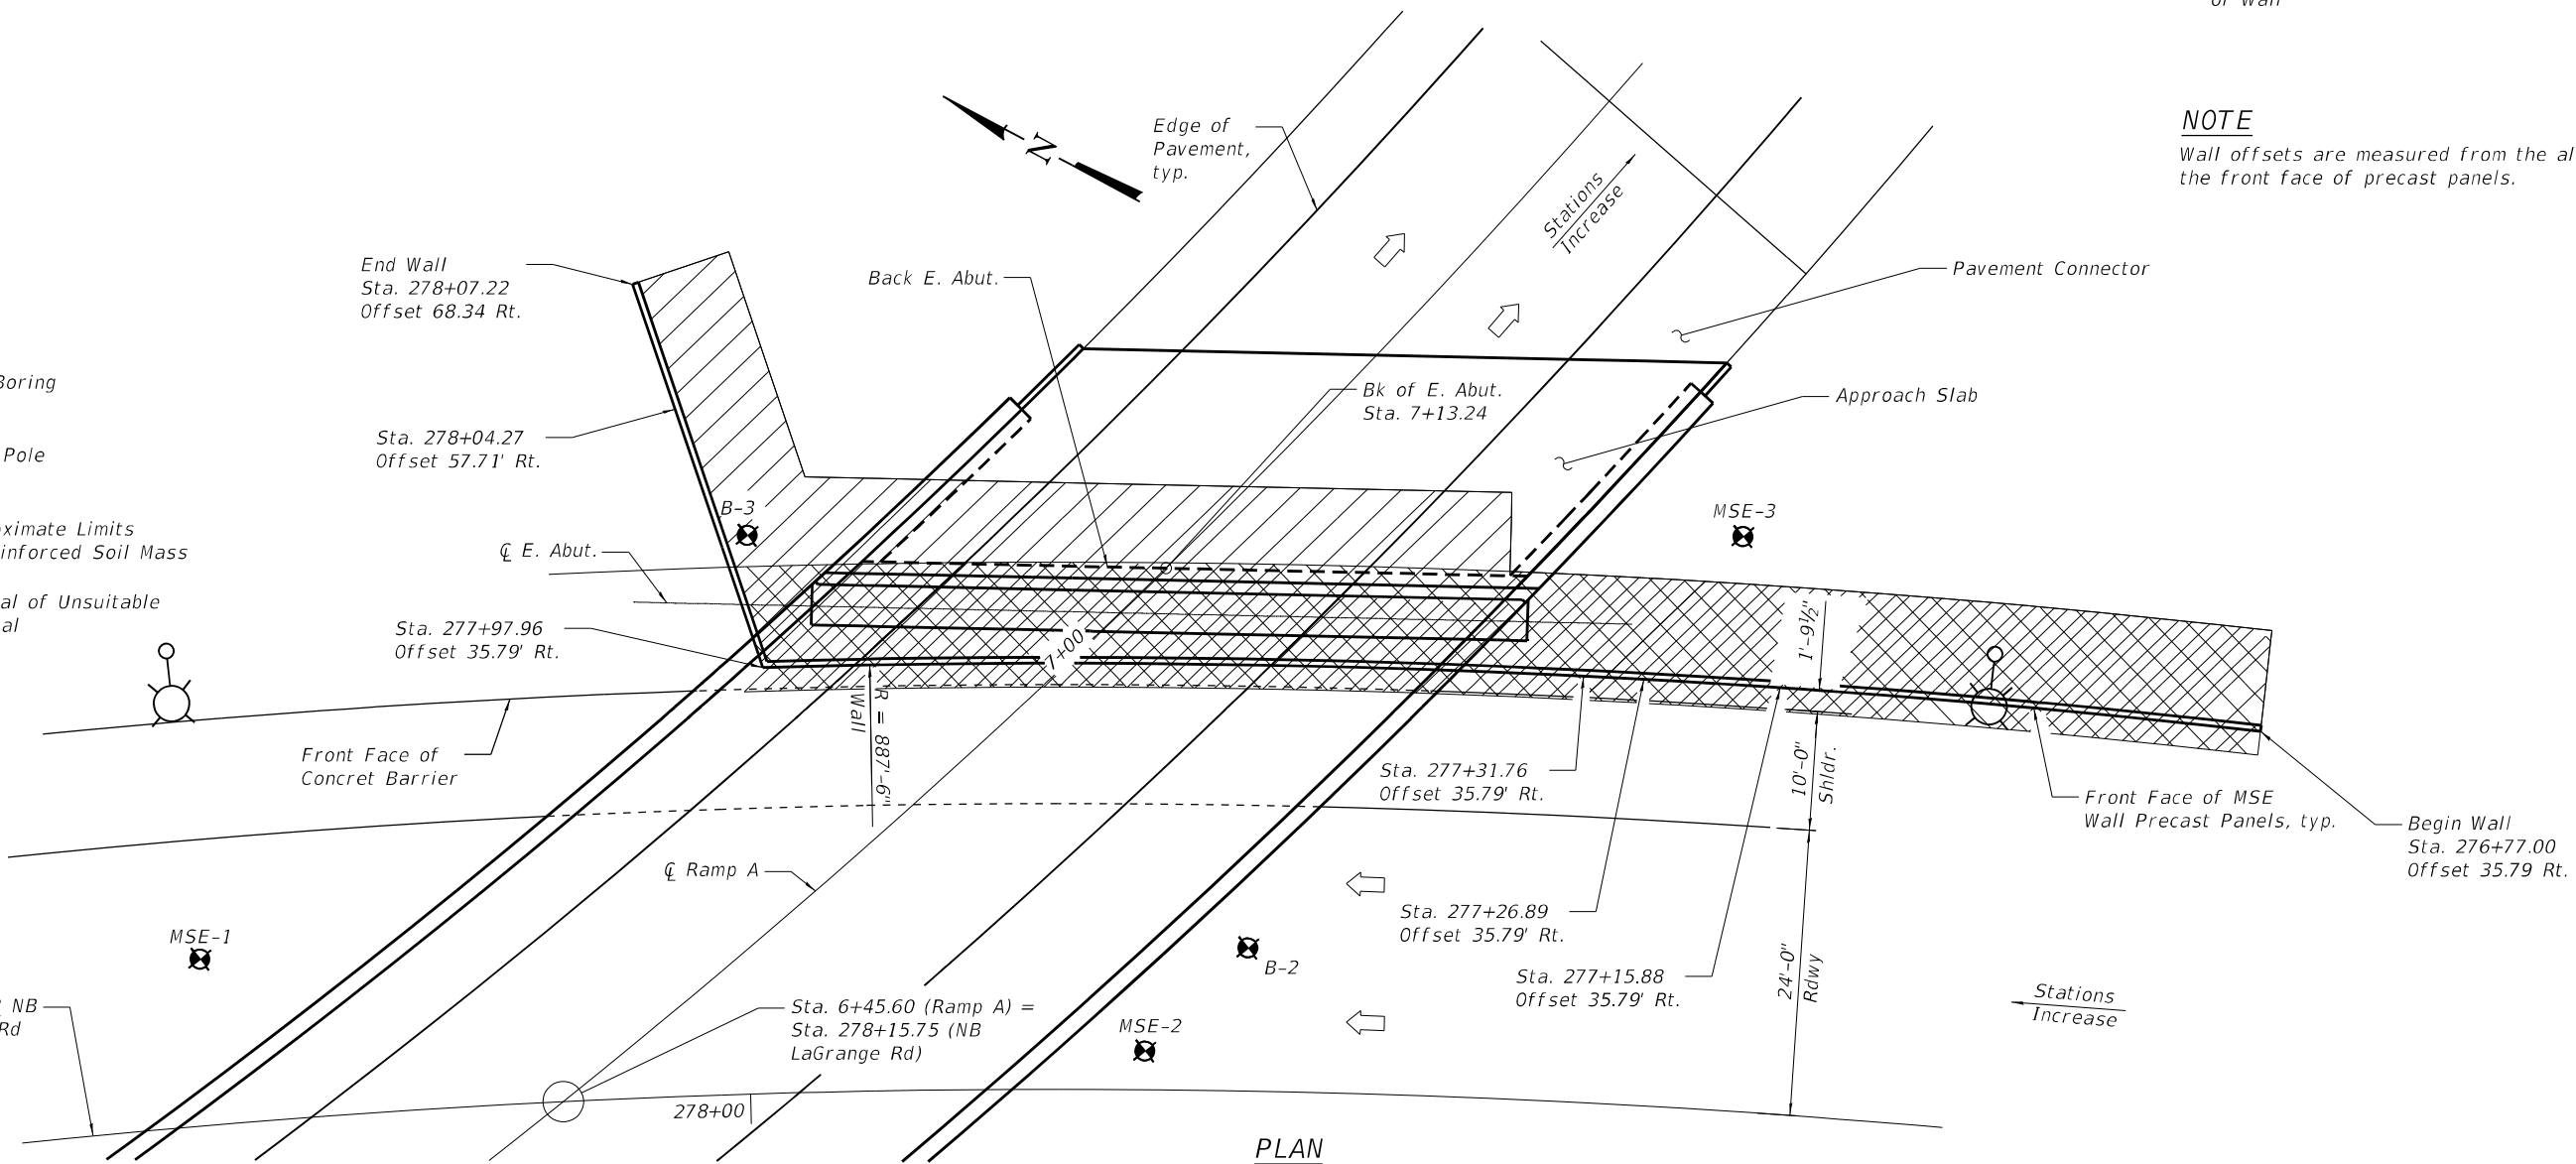 of Wall
NOTE
Wall offsets are measured from the al
the front face of precast panels.
Edge of
Pavement,
typ.
N
Stations
Increase
End Wall
Sta. 278+07.22
Offset 68.34 Rt.
Back E. Abut.
Pavement Connector
Boring
Bk of E. Abut.
Sta. 7+13.24
Approach Slab
Sta. 278+04.27
Offset 57.71' Rt.
Pole
B-3
MSE-3
oximate Limits
inforced Soil Mass
℄ E. Abut.
al of Unsuitable
al
Sta. 277+97.96
Offset 35.79' Rt.
7+00
1'-9½"
R = 887'-6"
Wall
Front Face of
Concret Barrier
Sta. 277+31.76
Offset 35.79' Rt.
10'-0"
Shldr.
Front Face of MSE
Wall Precast Panels, typ.
Begin Wall
Sta. 276+77.00
Offset 35.79 Rt.
℄ Ramp A
Sta. 277+26.89
Offset 35.79' Rt.
MSE-1
B-2
Sta. 277+15.88
Offset 35.79' Rt.
24'-0"
Rdwy
NB
Rd
Sta. 6+45.60 (Ramp A) =
Sta. 278+15.75 (NB
LaGrange Rd)
MSE-2
Stations
Increase
278+00
PLAN